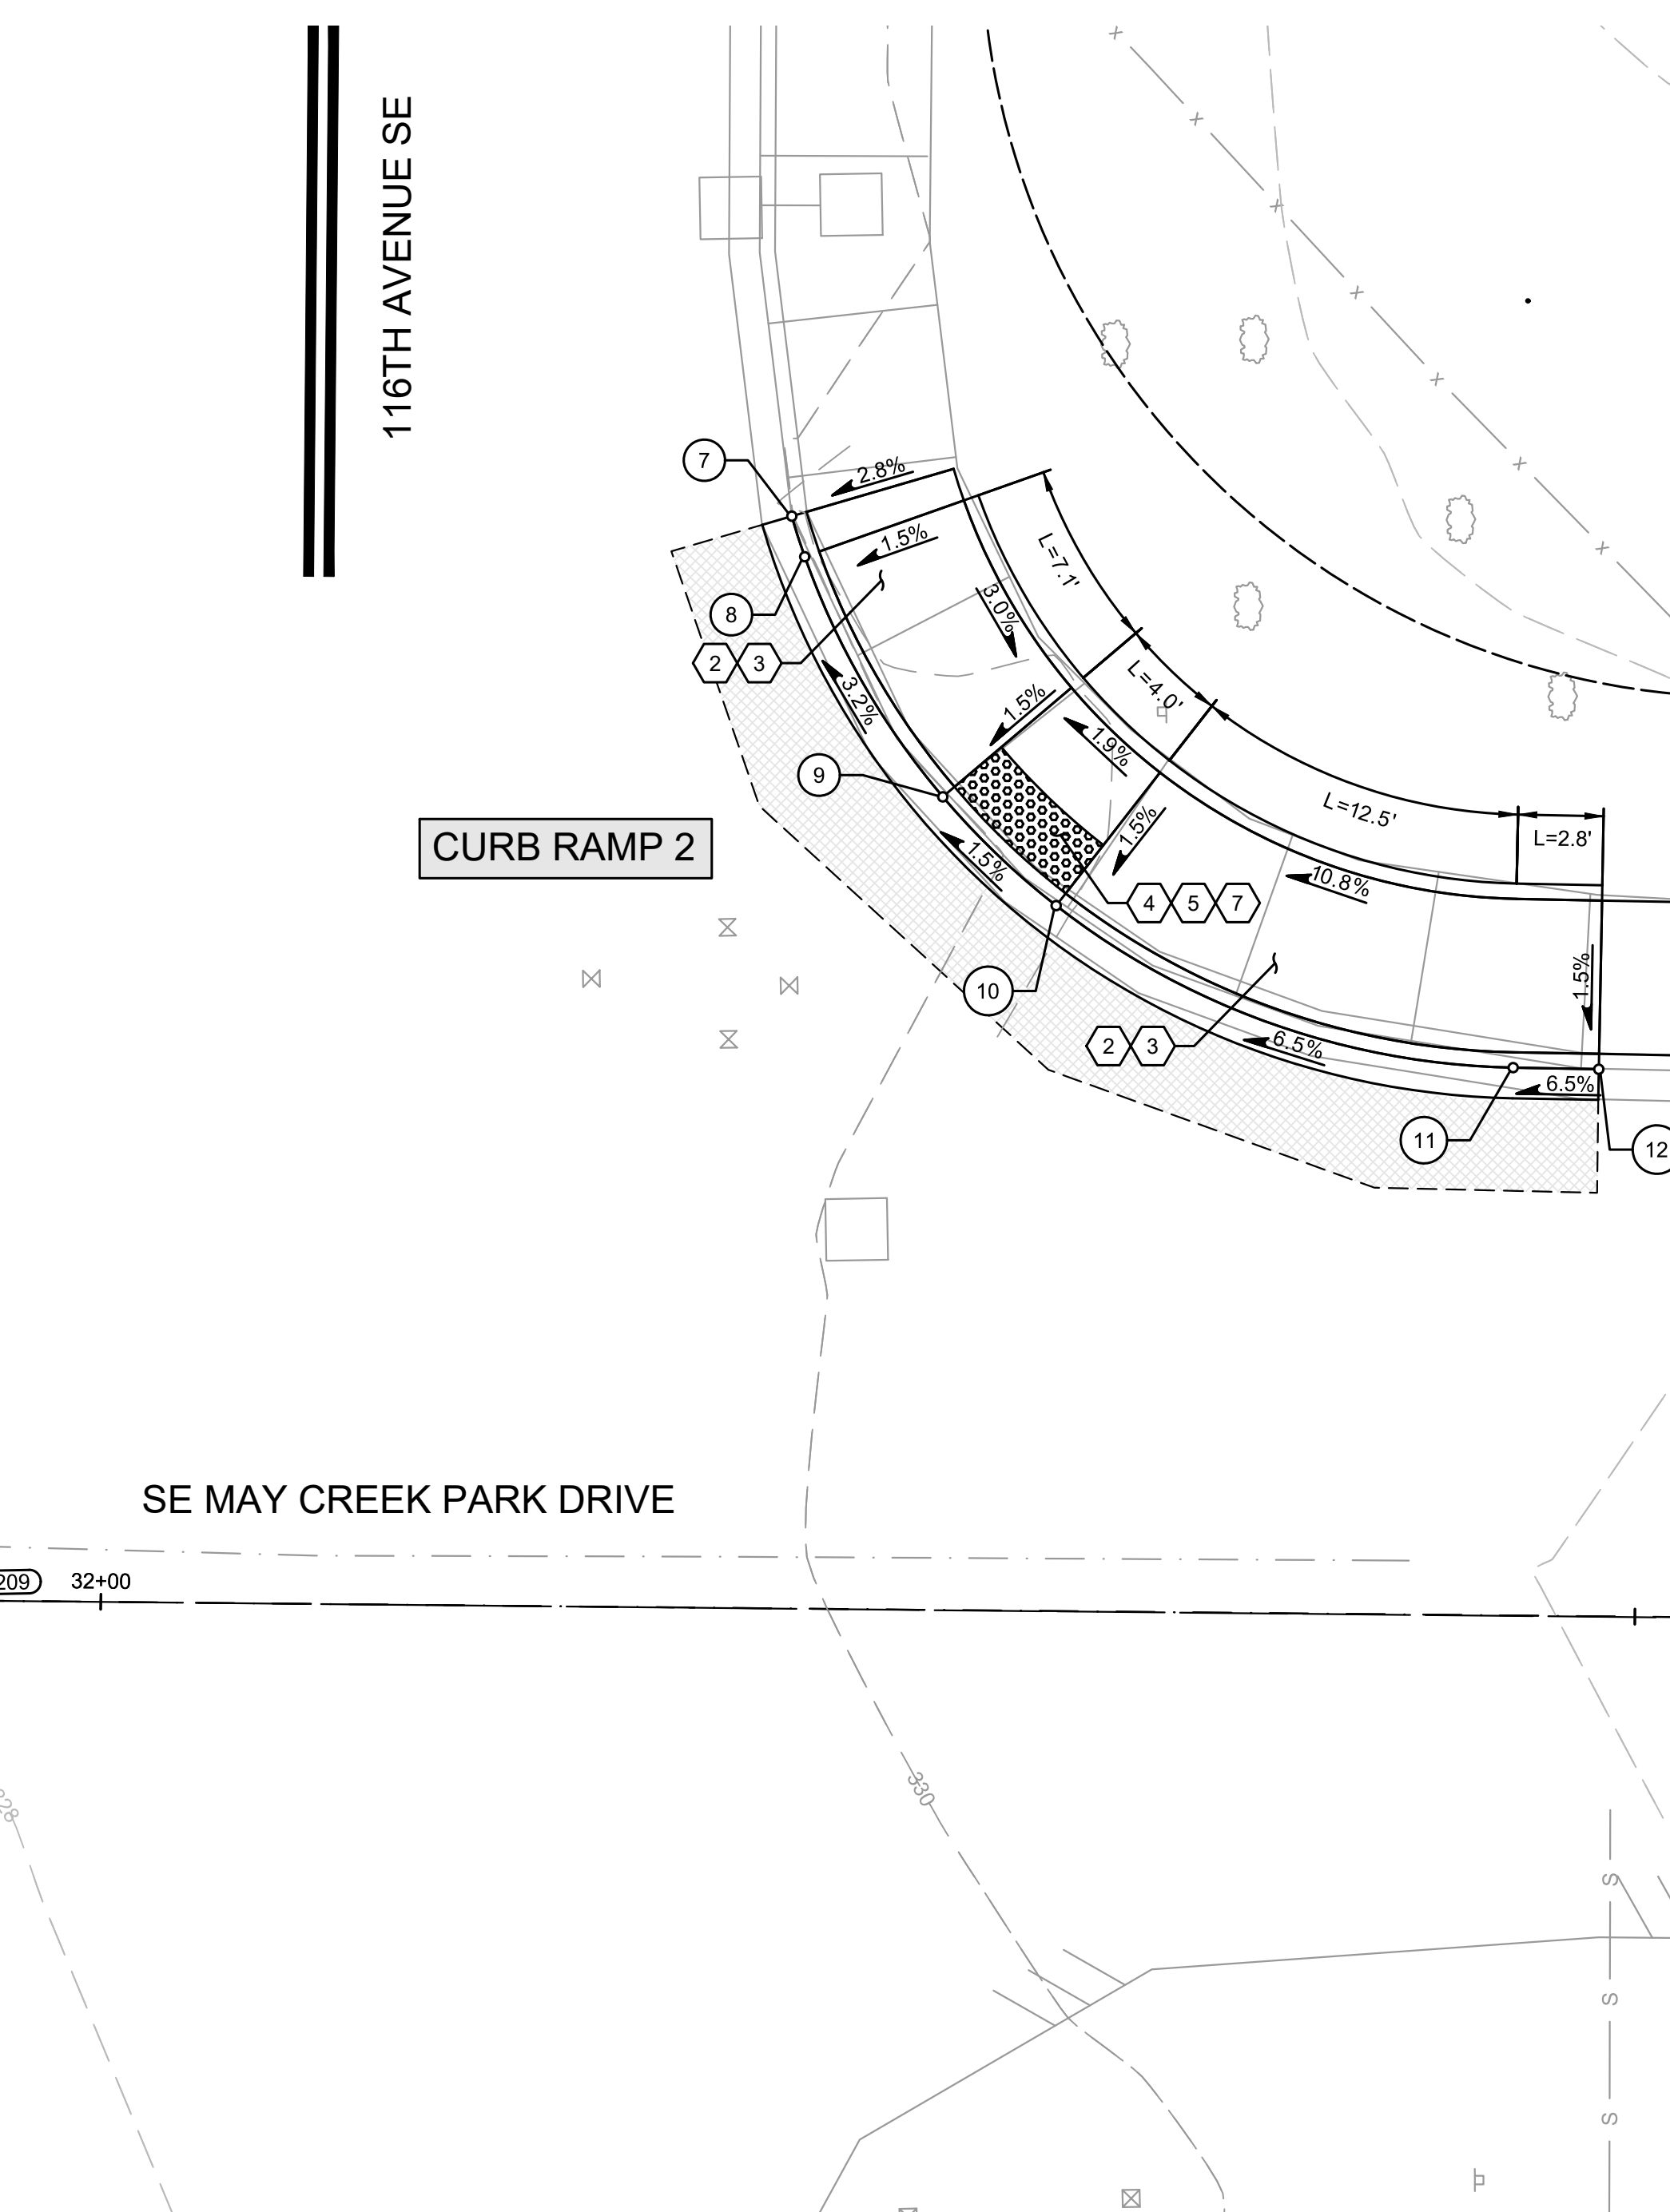 116TH AVENUE SE
7
2.8%
1.5%
L=7.1'
8
3.0%
2 3
3.2%
L=4.0'
1.5%
1.9%
9
L=12.5'
L=2.8'
1.5%
CURB RAMP 2
1.5%
10.8%
4 5 7
1.5%
10
2 3
6.5%
6.5%
11
12
SE MAY CREEK PARK DRIVE
209
32+00
330
S
S
S